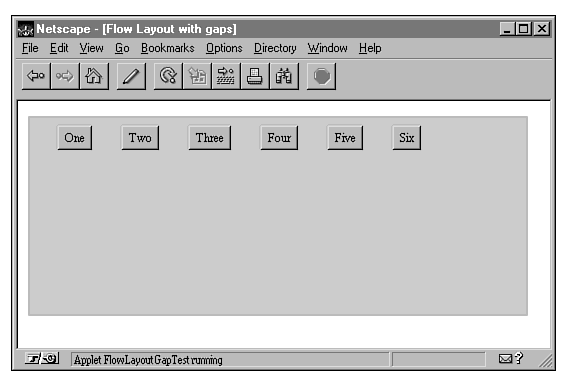 Netscape - [Flow Layout with gaps]
File Edit View Go Bookmarks Options Directory Window Help
One Two Three Four Five Six
Applet FlowLayoutGapTest running
?